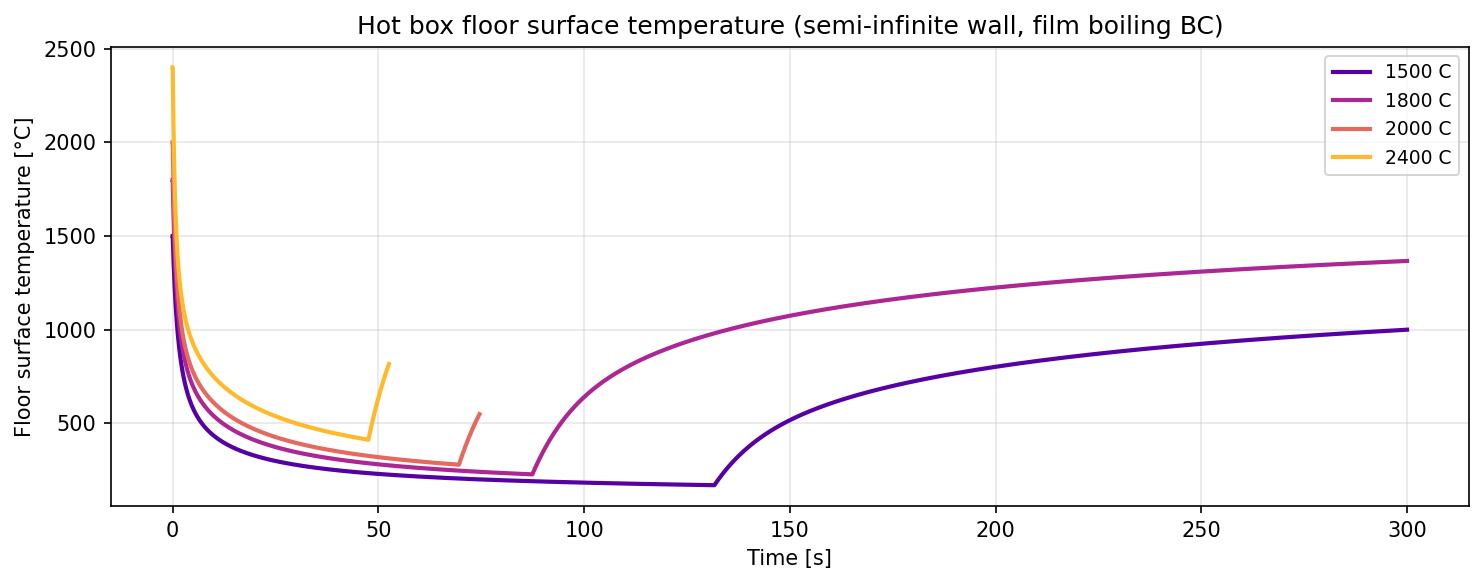 Hot box floor surface temperature (semi-infinite wall, film boiling BC)
Floor surface temperature [°C]
2500
2000
1500
1000
500
1500 C
1800 C
2000 C
2400 C
0
50
100
150
200
250
300
Time [s]